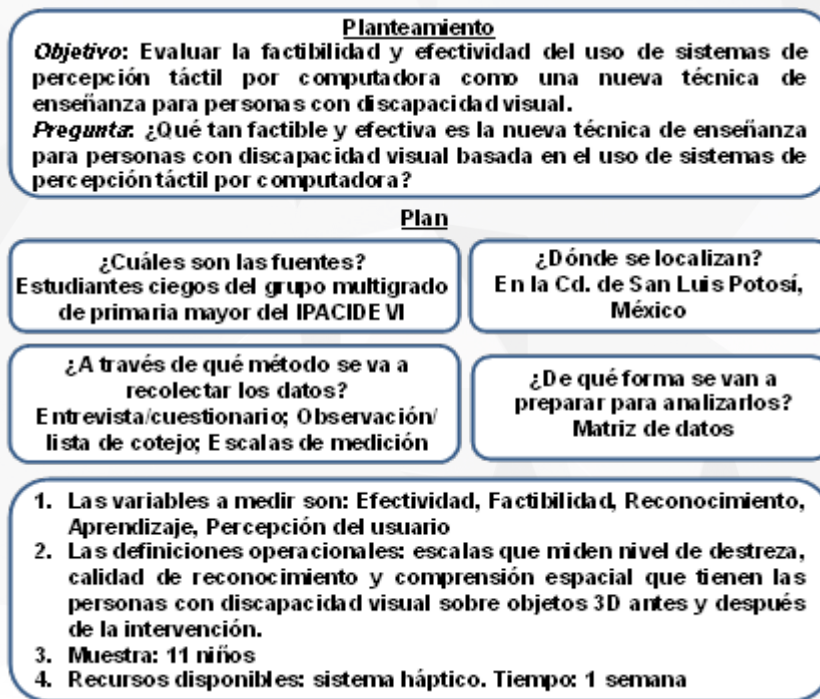 Planteamiento
Objetivo: Evaluar la factibilidad y efectividad del uso de sistemas de
percepción táctil por computadora como una nueva técnica de
enseñanza para personas con discapacidad visual.
Pregunta: ¿Qué tan factible y efectiva es la nueva técnica de enseñanza
para personas con discapacidad visual basada en el uso de sistemas de
percepción táctil por computadora?
Plan
¿Cuáles son las fuentes?
Estudiantes ciegos del grupo multigrado
de primaria mayor del IPACIDEVI
¿Dónde se localizan?
En la Cd. de San Luis Potosí,
México
¿A través de qué método se va a
recolectar los datos?
Entrevista/cuestionario; Observación/
lista de cotejo; Escalas de medición
¿De qué forma se van a
preparar para analizarlos?
Matriz de datos
1. Las variables a medir son: Efectividad, Factibilidad, Reconocimiento,
Aprendizaje, Percepción del usuario
2. Las definiciones operacionales: escalas que miden nivel de destreza,
calidad de reconocimiento y comprensión espacial que tienen las
personas con discapacidad visual sobre objetos 3D antes y después
de la intervención.
3. Muestra: 11 niños
4. Recursos disponibles: sistema háptico. Tiempo: 1 semana